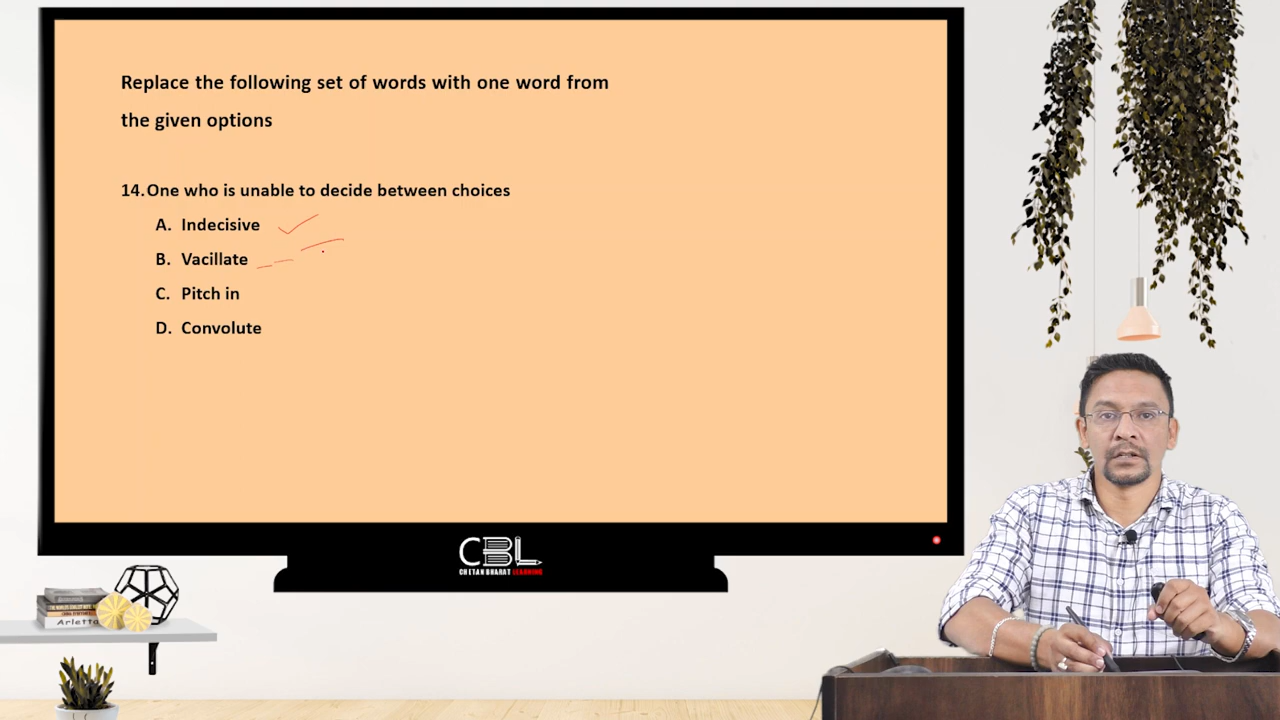 Replace the following set of words with one word from
the given options
14. One who is unable to decide between choices
A. Indecisive
B. Vacillate
C. Pitch in
D. Convolute
CBL
CHETAN BHARAT LEARNING
Arletta